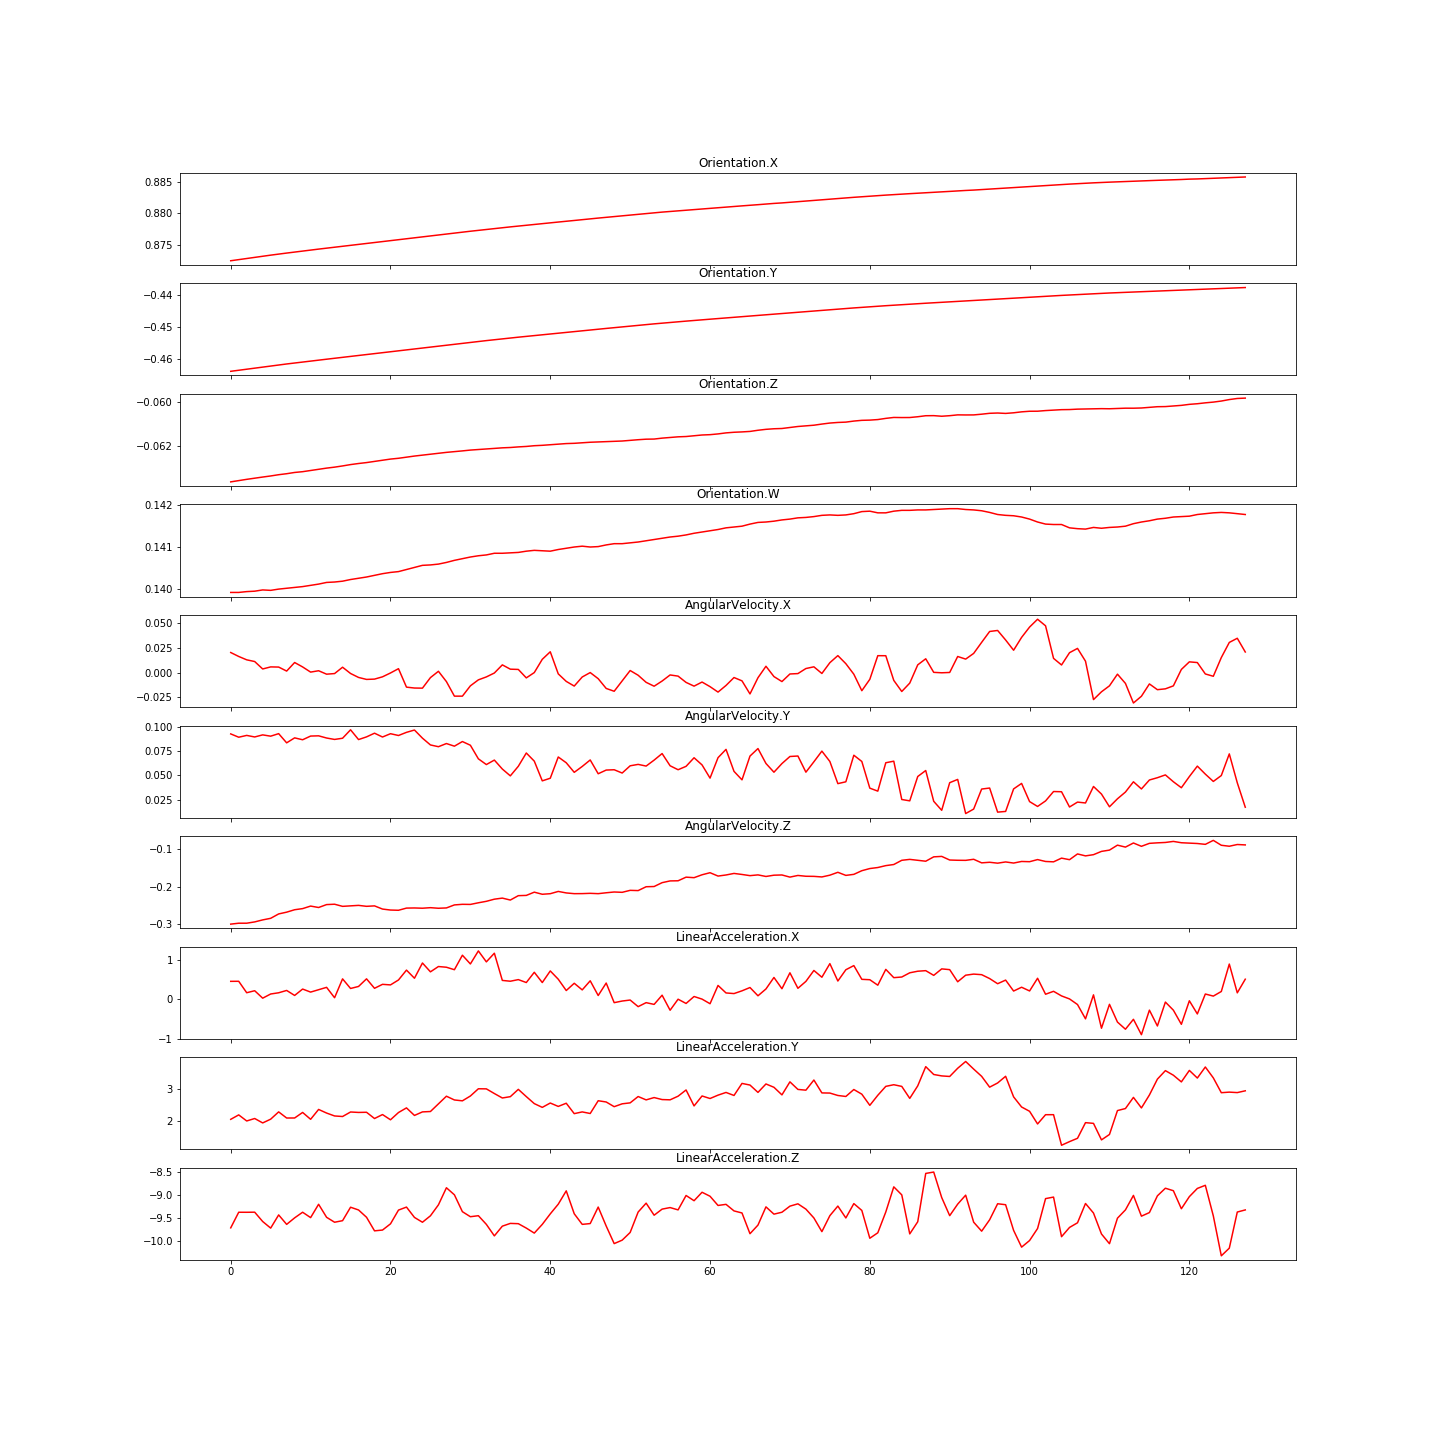 Orientation.X
0.885
0.880
0.875
Orientation.Y
−0.44
−0.45
−0.46
Orientation.Z
−0.060
−0.062
Orientation.W
0.142
0.141
0.140
AngularVelocity.X
0.050
0.025
0.000
−0.025
AngularVelocity.Y
0.100
0.075
0.050
0.025
AngularVelocity.Z
−0.1
−0.2
−0.3
LinearAcceleration.X
1
0
−1
LinearAcceleration.Y
3
2
LinearAcceleration.Z
−8.5
−9.0
−9.5
−10.0
0 20 40 60 80 100 120